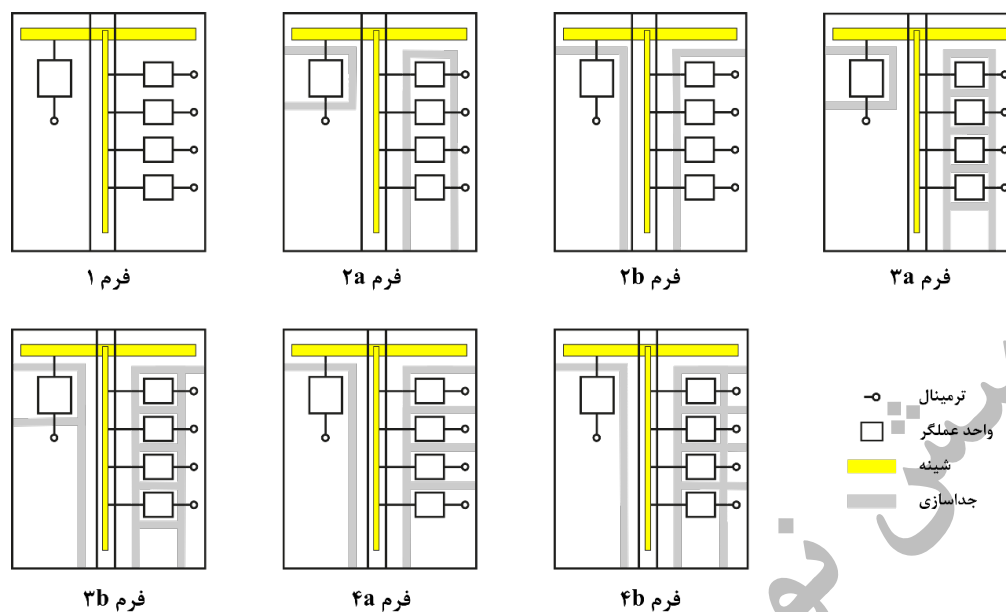 فرم ۱
فرم ۲a
فرم ۲b
فرم ۳a
فرم ۳b
فرم ۴a
فرم ۴b
ترمینال
واحد عملگر
شینه
جداسازی